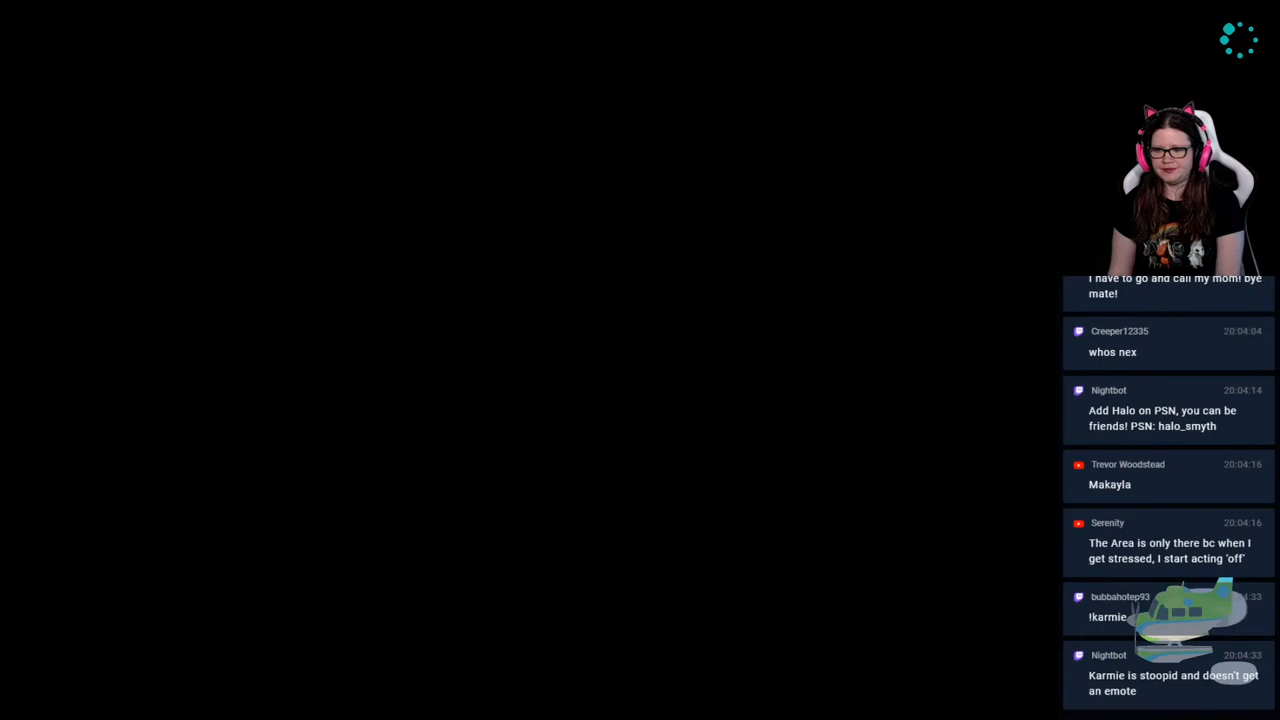 I have to go and call my mom! bye
mate!
Creeper12335 20:04:04
whos nex
Nightbot 20:04:14
Add Halo on PSN, you can be
friends! PSN: halo_smyth
Trevor Woodstead 20:04:16
Makayla
Serenity 20:04:16
The Area is only there bc when I
get stressed, I start acting 'off'
bubbahotep93
!karmie
Nightbot 20:04:33
Karmie is stoopid and doesn't get
an emote